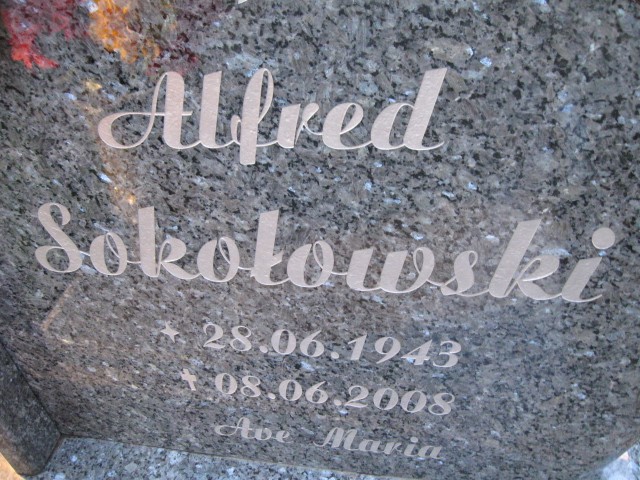 Alfred
Sokołowski
* 28.06.1943
✝ 08.06.2008
Ave Maria